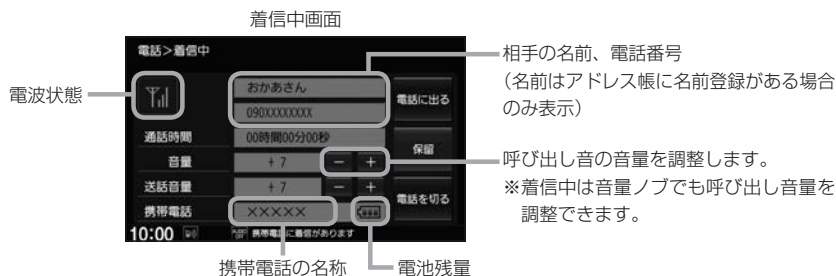 着信中画面
電話>着信中
電波状態
おかあさん
090XXXXXXXX
電話に出る
相手の名前、電話番号
(名前はアドレス帳に名前登録がある場合
のみ表示)
通話時間 00時間00分00秒
保留
音量 + 7 - +
呼び出し音の音量を調整します。
※着信中は音量ノブでも呼び出し音量を
調整できます。
送話音量 + 7 - +
電話を切る
携帯電話 ×××××
10:00 AUDIO OFF 携帯電話に着信があります
携帯電話の名称
電池残量